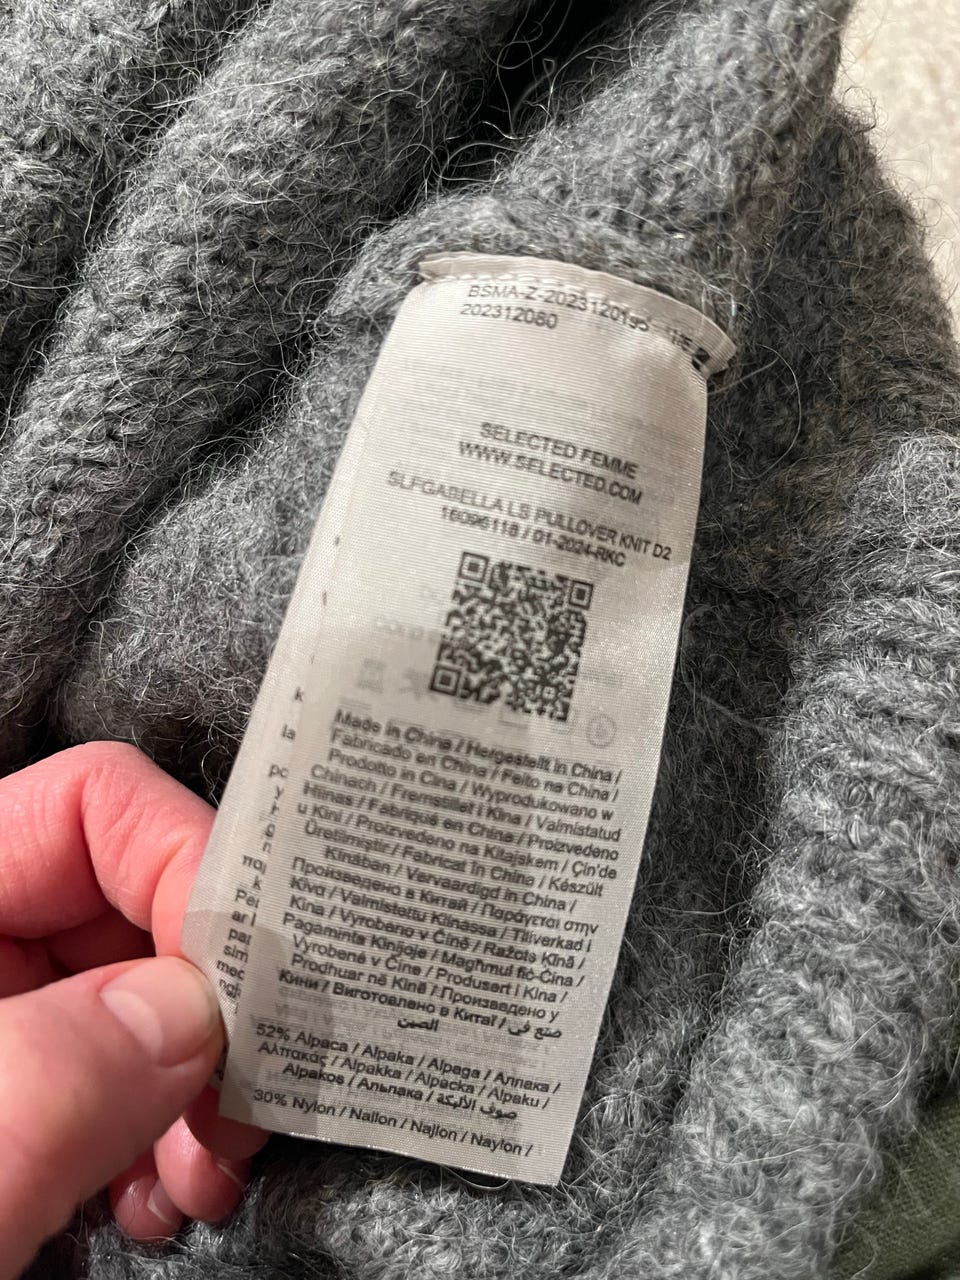 BSMA-Z-202312019
202312080
SELECTED FEMME
WWW.SELECTED.COM
SLFGABELLA LS PULLOVER KNIT D2
16096118 / 01-2024-RKC
Made in China / Hergestellt in China /
Fabricado en China / Feito na China /
Prodotto in Cina / Wyprodukowano w
Chinach / Fremstillet i Kina / Valmistatud
Hiinas / Fabriqué en Chine / Proizvedeno
u Kini / Proizvedeno na Kitajskem / Çin'de
Üretilmiştir / Fabricat în China / Készült
Kínában / Vervaardigd in China /
Произведено в Китай / Παράγεται στην
Κίνα / Valmistettu Kiinassa / Tillverkad i
Kina / Vyrobeno v Číně / Ražots Ķīnā /
Pagaminta Kinijoje / Magħmul fiċ-Ċina /
Vyrobené v Číne / Produsert i Kina /
Prodhuar në Kinë / Произведено у
Кини / Виготовлено в Китаї / صنع في
الصين
52% Alpaca / Alpaka / Alpaga / Алпака /
Αλπακάς / Alpakka / Alpacka / Alpaku /
Alpakos / Альпака / صوف الألبكة
30% Nylon / Nailon / Najlon / Naylon /